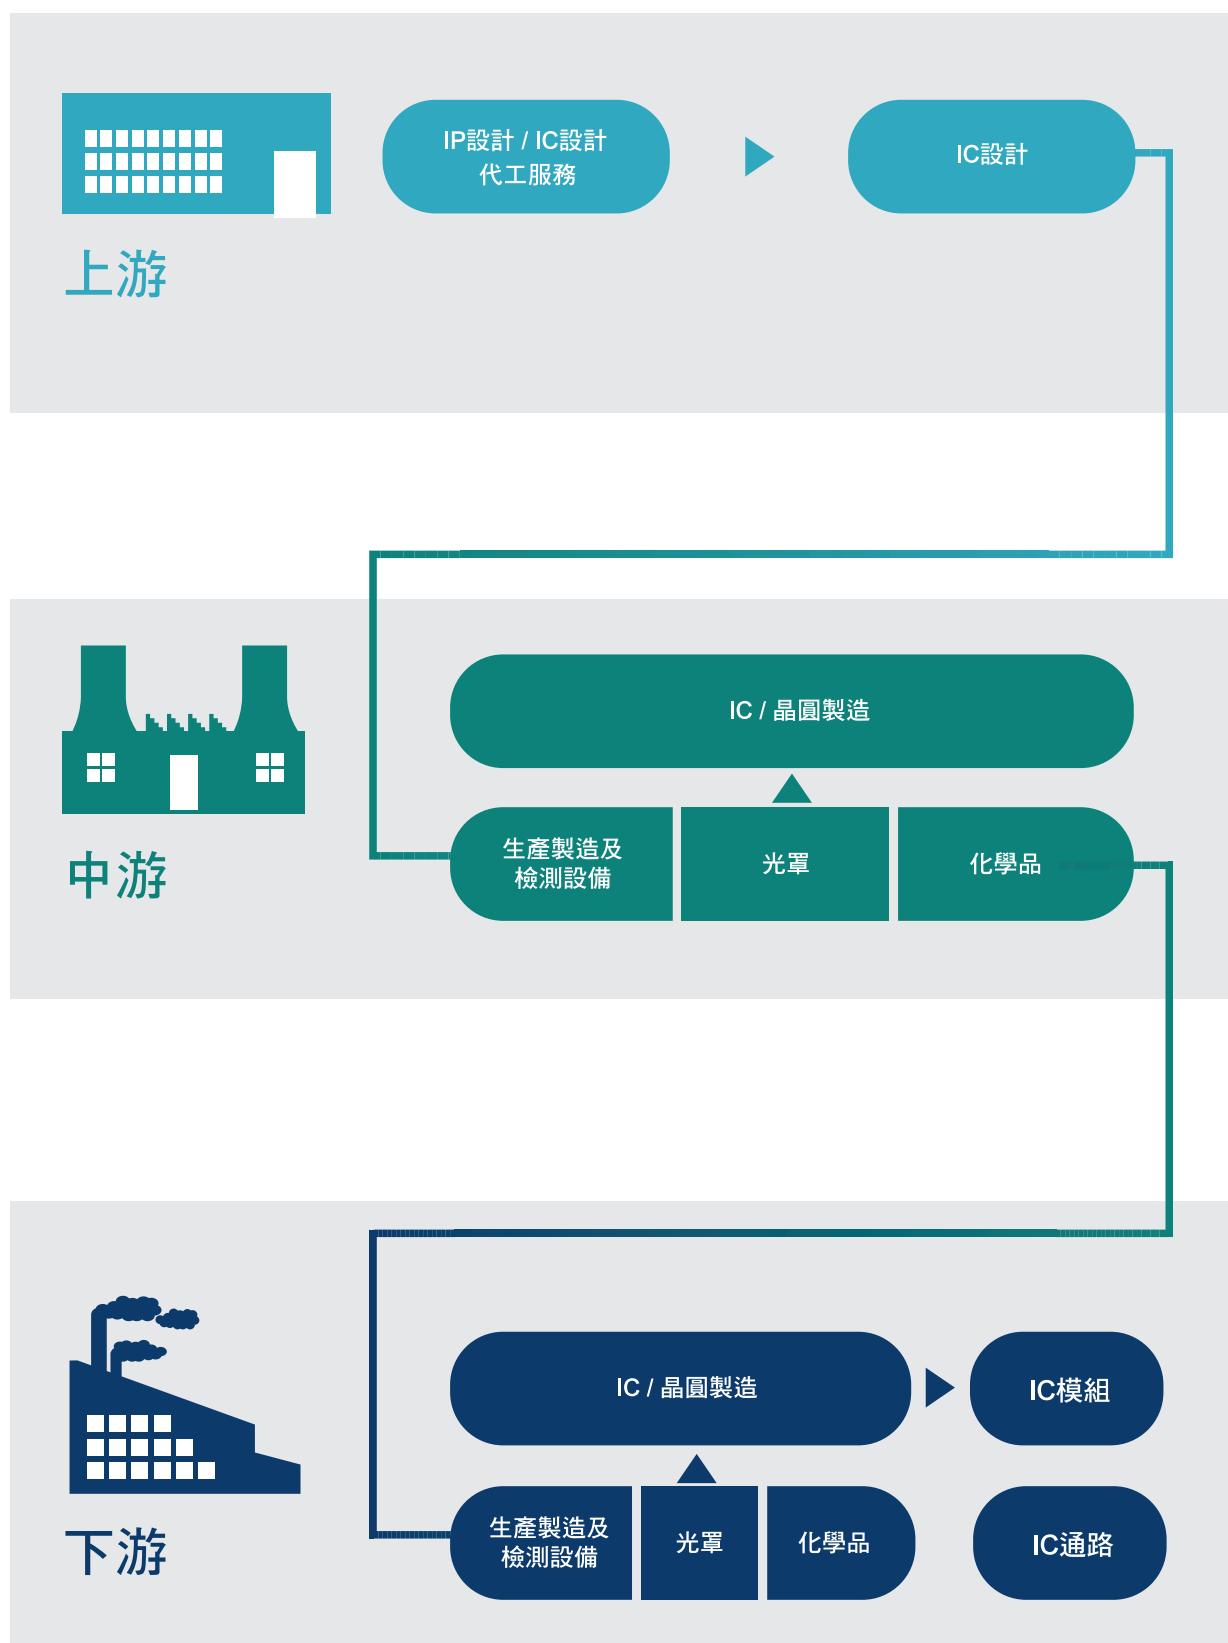 IP設計 / IC設計
代工服務
IC設計
上游
IC / 晶圓製造
生產製造及
檢測設備
光罩
化學品
中游
IC / 晶圓製造
IC模組
生產製造及
檢測設備
光罩
化學品
IC通路
下游